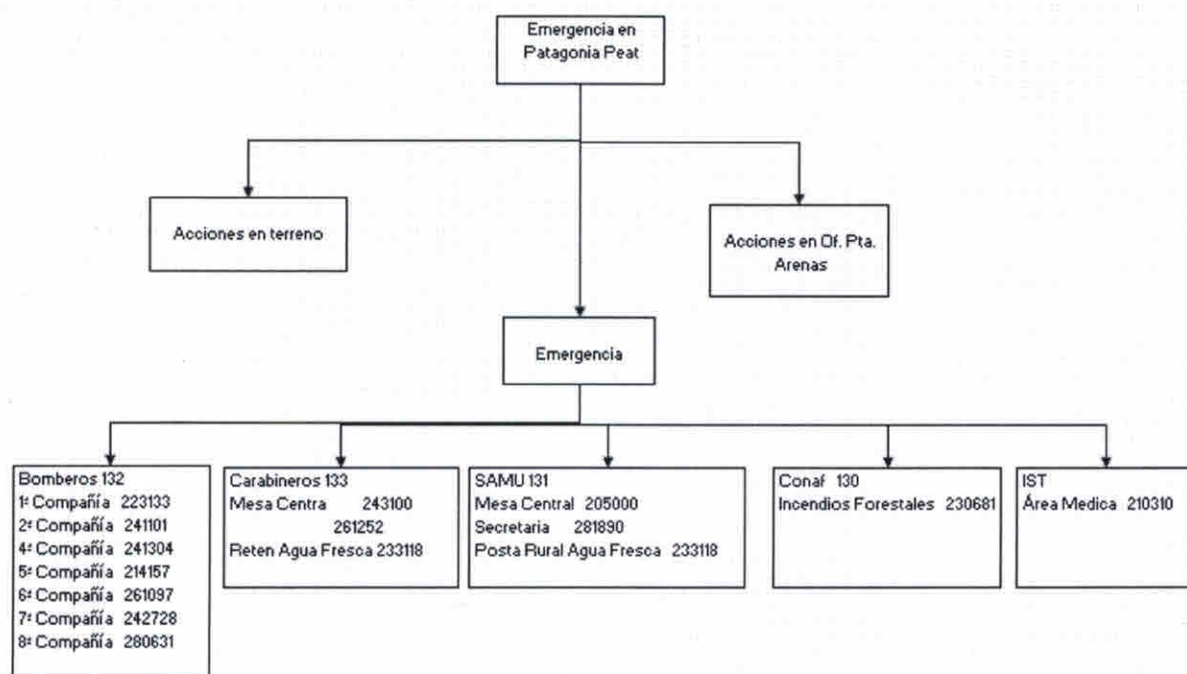 Emergencia en
Patagonia Peat
Acciones en terreno
Acciones en Of. Pta.
Arenas
Emergencia
Bomberos 132
1ª Compañía 223133
2ª Compañía 241101
4ª Compañía 241304
5ª Compañía 214157
6ª Compañía 261097
7ª Compañía 242728
8ª Compañía 280631
Carabineros 133
Mesa Centra 243100
261252
Reten Agua Fresca 233118
SAMU 131
Mesa Central 205000
Secretaria 281890
Posta Rural Agua Fresca 233118
Conaf 130
Incendios Forestales 230681
IST
Área Medica 210310